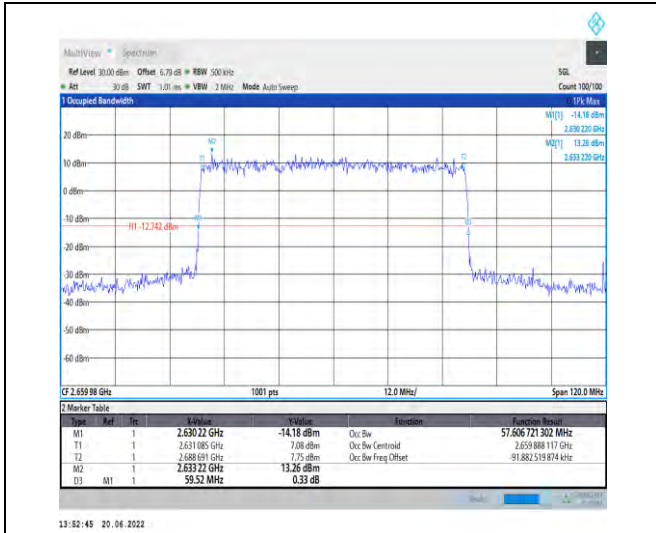 MultiView Spectrum
Ref Level 30.00 dBm Offset 6.79 dB RBW 500 kHz SGL
Att 30 dB SWT 1.01 ms VBW 2 MHz Mode Auto Sweep Count 100/100
1 Occupied Bandwidth 1Pk Max
M1[1] -14.18 dBm
2.630 220 GHz
M2[1] 13.26 dBm
2.633 220 GHz
20 dBm
M2
10 dBm
0 dBm
-10 dBm
H1 -12.742 dBm
-30 dBm
-40 dBm
-50 dBm
-60 dBm
CF 2.659 98 GHz 1001 pts 12.0 MHz/ Span 120.0 MHz
2 Marker Table
Type Ref Trc X-Value Y-Value Function Function Result
M1 1 2.630 22 GHz -14.18 dBm Occ Bw 57.606 721 302 MHz
T1 1 2.631 085 GHz 7.08 dBm Occ Bw Centroid 2.659 888 117 GHz
T2 1 2.688 691 GHz 7.75 dBm Occ Bw Freq Offset -91.882 519 874 kHz
M2 1 2.633 22 GHz 13.26 dBm
D3 M1 1 59.52 MHz 0.33 dB
13:52:45 20.06.2022